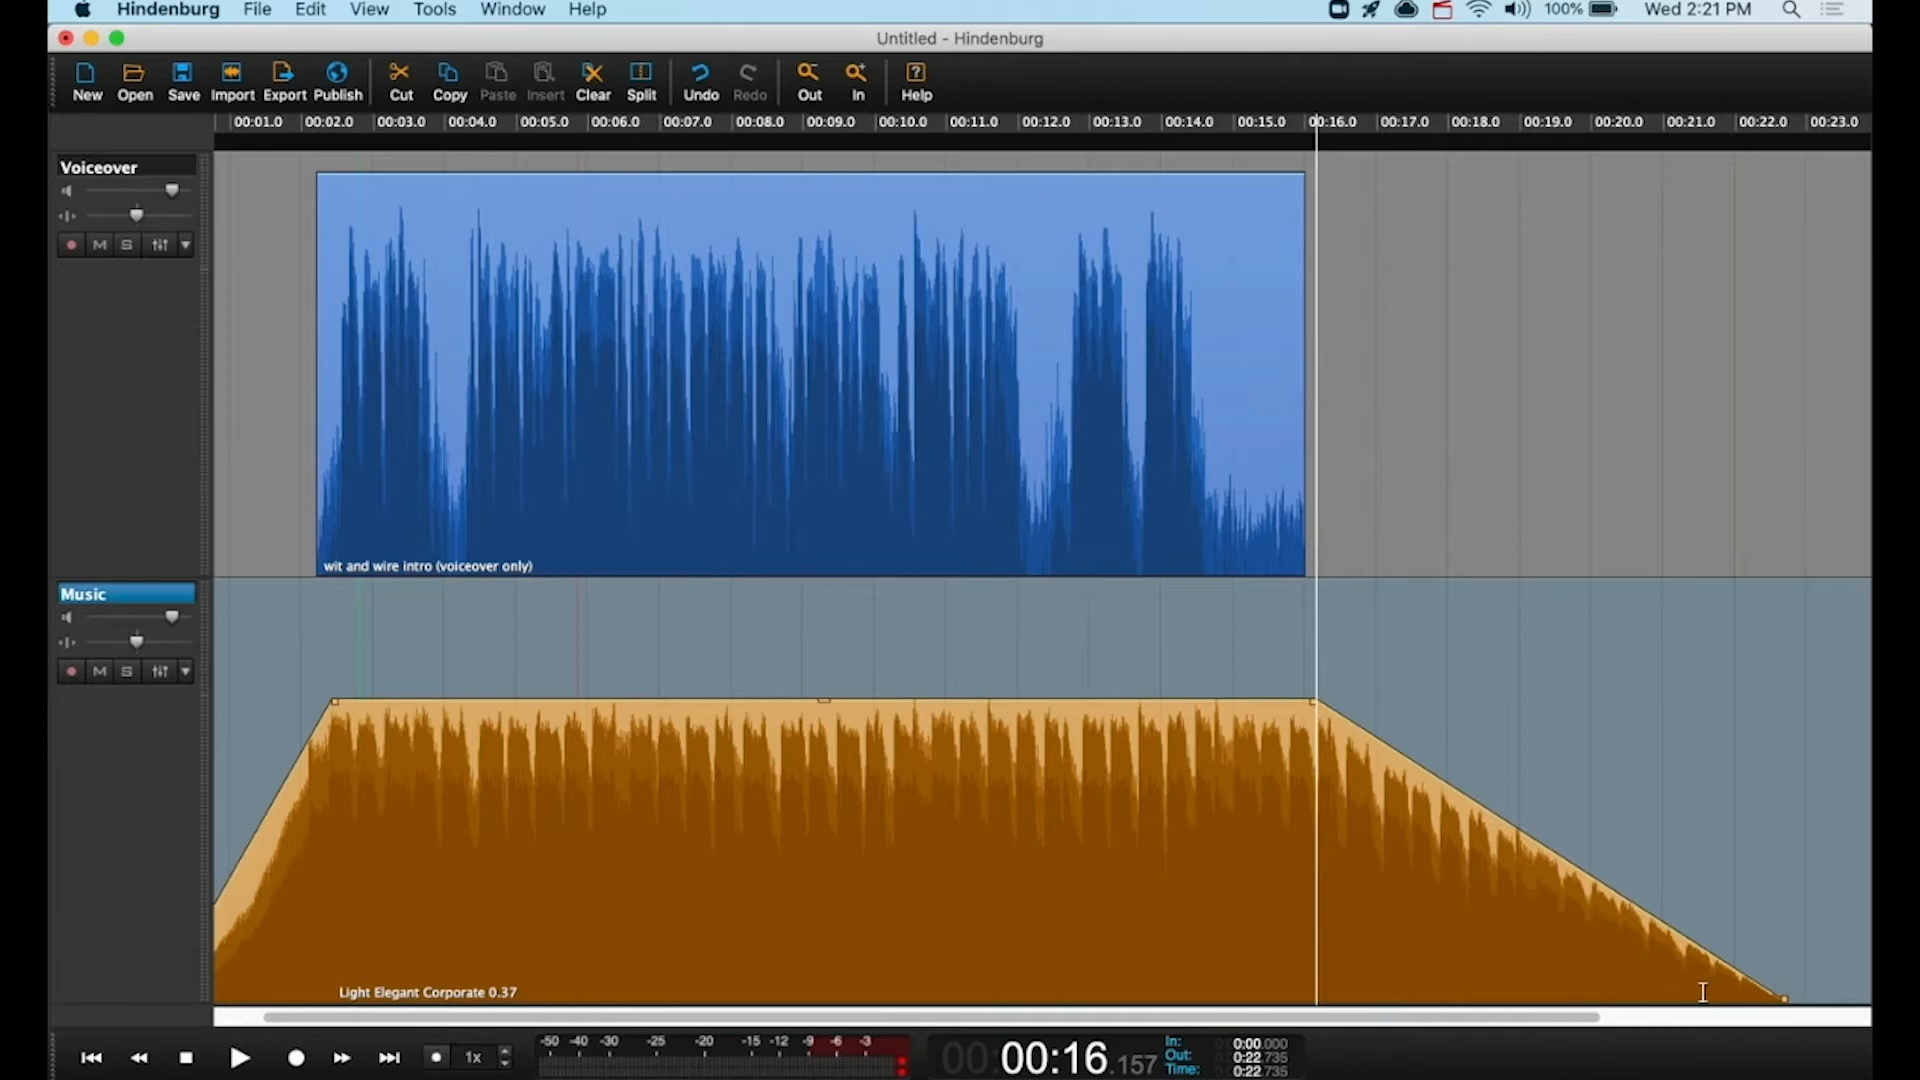 Hindenburg File Edit View Tools Window Help 100% Wed 2:21 PM
Untitled - Hindenburg
New Open Save Import Export Publish Cut Copy Paste Insert Clear Split Undo Redo Out In Help
00:01.0 00:02.0 00:03.0 00:04.0 00:05.0 00:06.0 00:07.0 00:08.0 00:09.0 00:10.0 00:11.0 00:12.0 00:13.0 00:14.0 00:15.0 00:16.0 00:17.0 00:18.0 00:19.0 00:20.0 00:21.0 00:22.0 00:23.0
Voiceover
M S
wit and wire intro (voiceover only)
Music
M S
Light Elegant Corporate 0.37
1x
-50 -40 -30 -25 -20 -15 -12 -9 -6 -3
00:00:16.157
In: 0:00.000
Out: 0:22.735
Time: 0:22.735